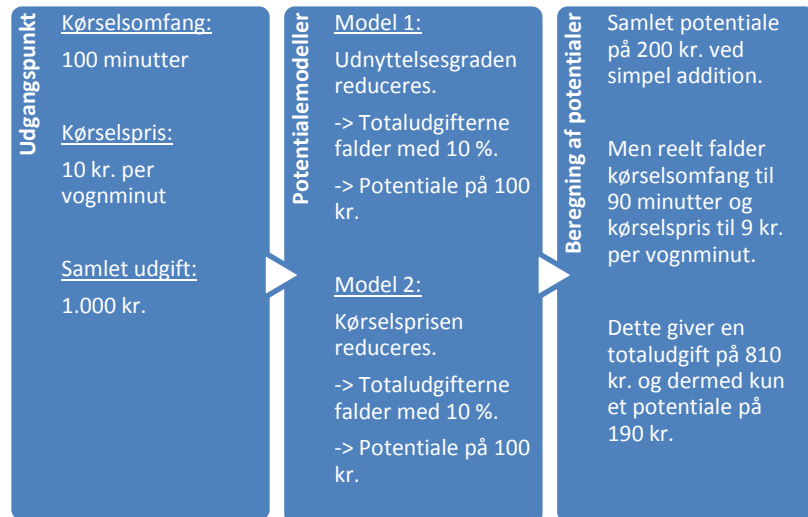 Udgangspunkt
Kørselsomfang:
100 minutter
Kørselspris:
10 kr. per
vognminut
Samlet udgift:
1.000 kr.
Potentialemodeller
Model 1:
Udnyttelsesgraden
reduceres.
-> Totaludgifterne
falder med 10 %.
-> Potentiale på 100
kr.
Model 2:
Kørselsprisen
reduceres.
-> Totaludgifterne
falder med 10 %.
-> Potentiale på 100
kr.
Beregning af potentialer
Samlet potentiale
på 200 kr. ved
simpel addition.
Men reelt falder
kørselsomfang til
90 minutter og
kørselspris til 9 kr.
per vognminut.
Dette giver en
totaludgift på 810
kr. og dermed kun
et potentiale på
190 kr.